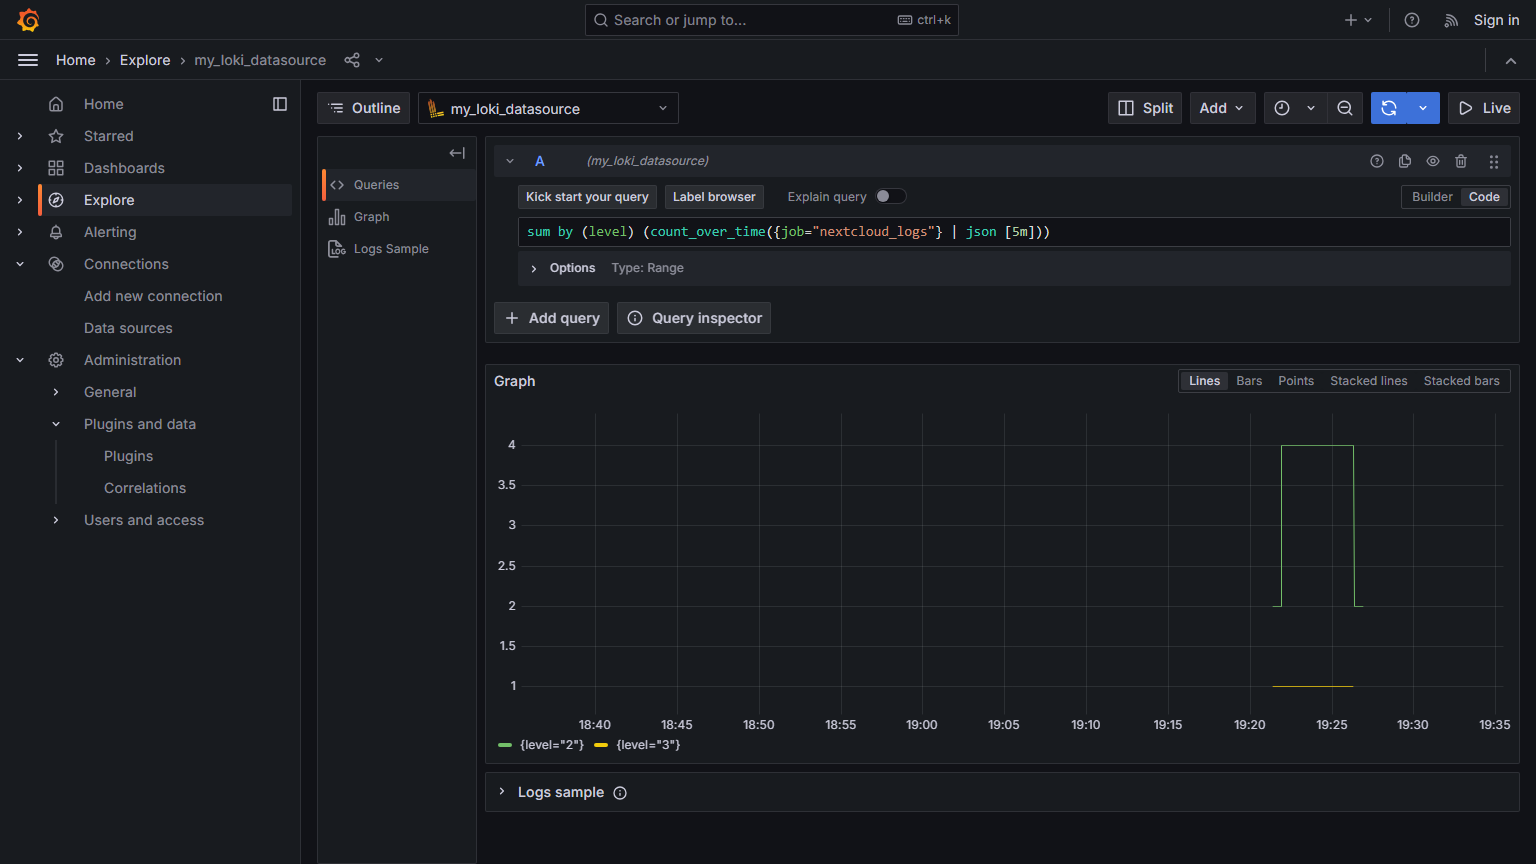 Search or jump to...
ctrl+k
Sign in
Home
Explore
my_loki_datasource
Home
Starred
Dashboards
Explore
Alerting
Connections
Add new connection
Data sources
Administration
General
Plugins and data
Plugins
Correlations
Users and access
Outline
my_loki_datasource
Split
Add
Live
Queries
Graph
LOG
Logs Sample
A
(my_loki_datasource)
Kick start your query
Label browser
Explain query
Builder
Code
sum by (level) (count_over_time({job="nextcloud_logs"} | json [5m]))
Options
Type: Range
Add query
Query inspector
Graph
Lines
Bars
Points
Stacked lines
Stacked bars
4
3.5
3
2.5
2
1.5
1
18:40
18:45
18:50
18:55
19:00
19:05
19:10
19:15
19:20
19:25
19:30
19:35
{level="2"}
{level="3"}
Logs sample